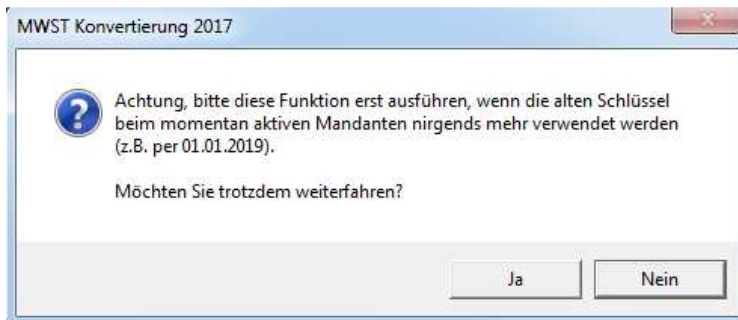 MWST Konvertierung 2017
Achtung, bitte diese Funktion erst ausführen, wenn die alten Schlüssel
beim momentan aktiven Mandanten nirgends mehr verwendet werden
(z.B. per 01.01.2019).
Möchten Sie trotzdem weiterfahren?
Ja
Nein